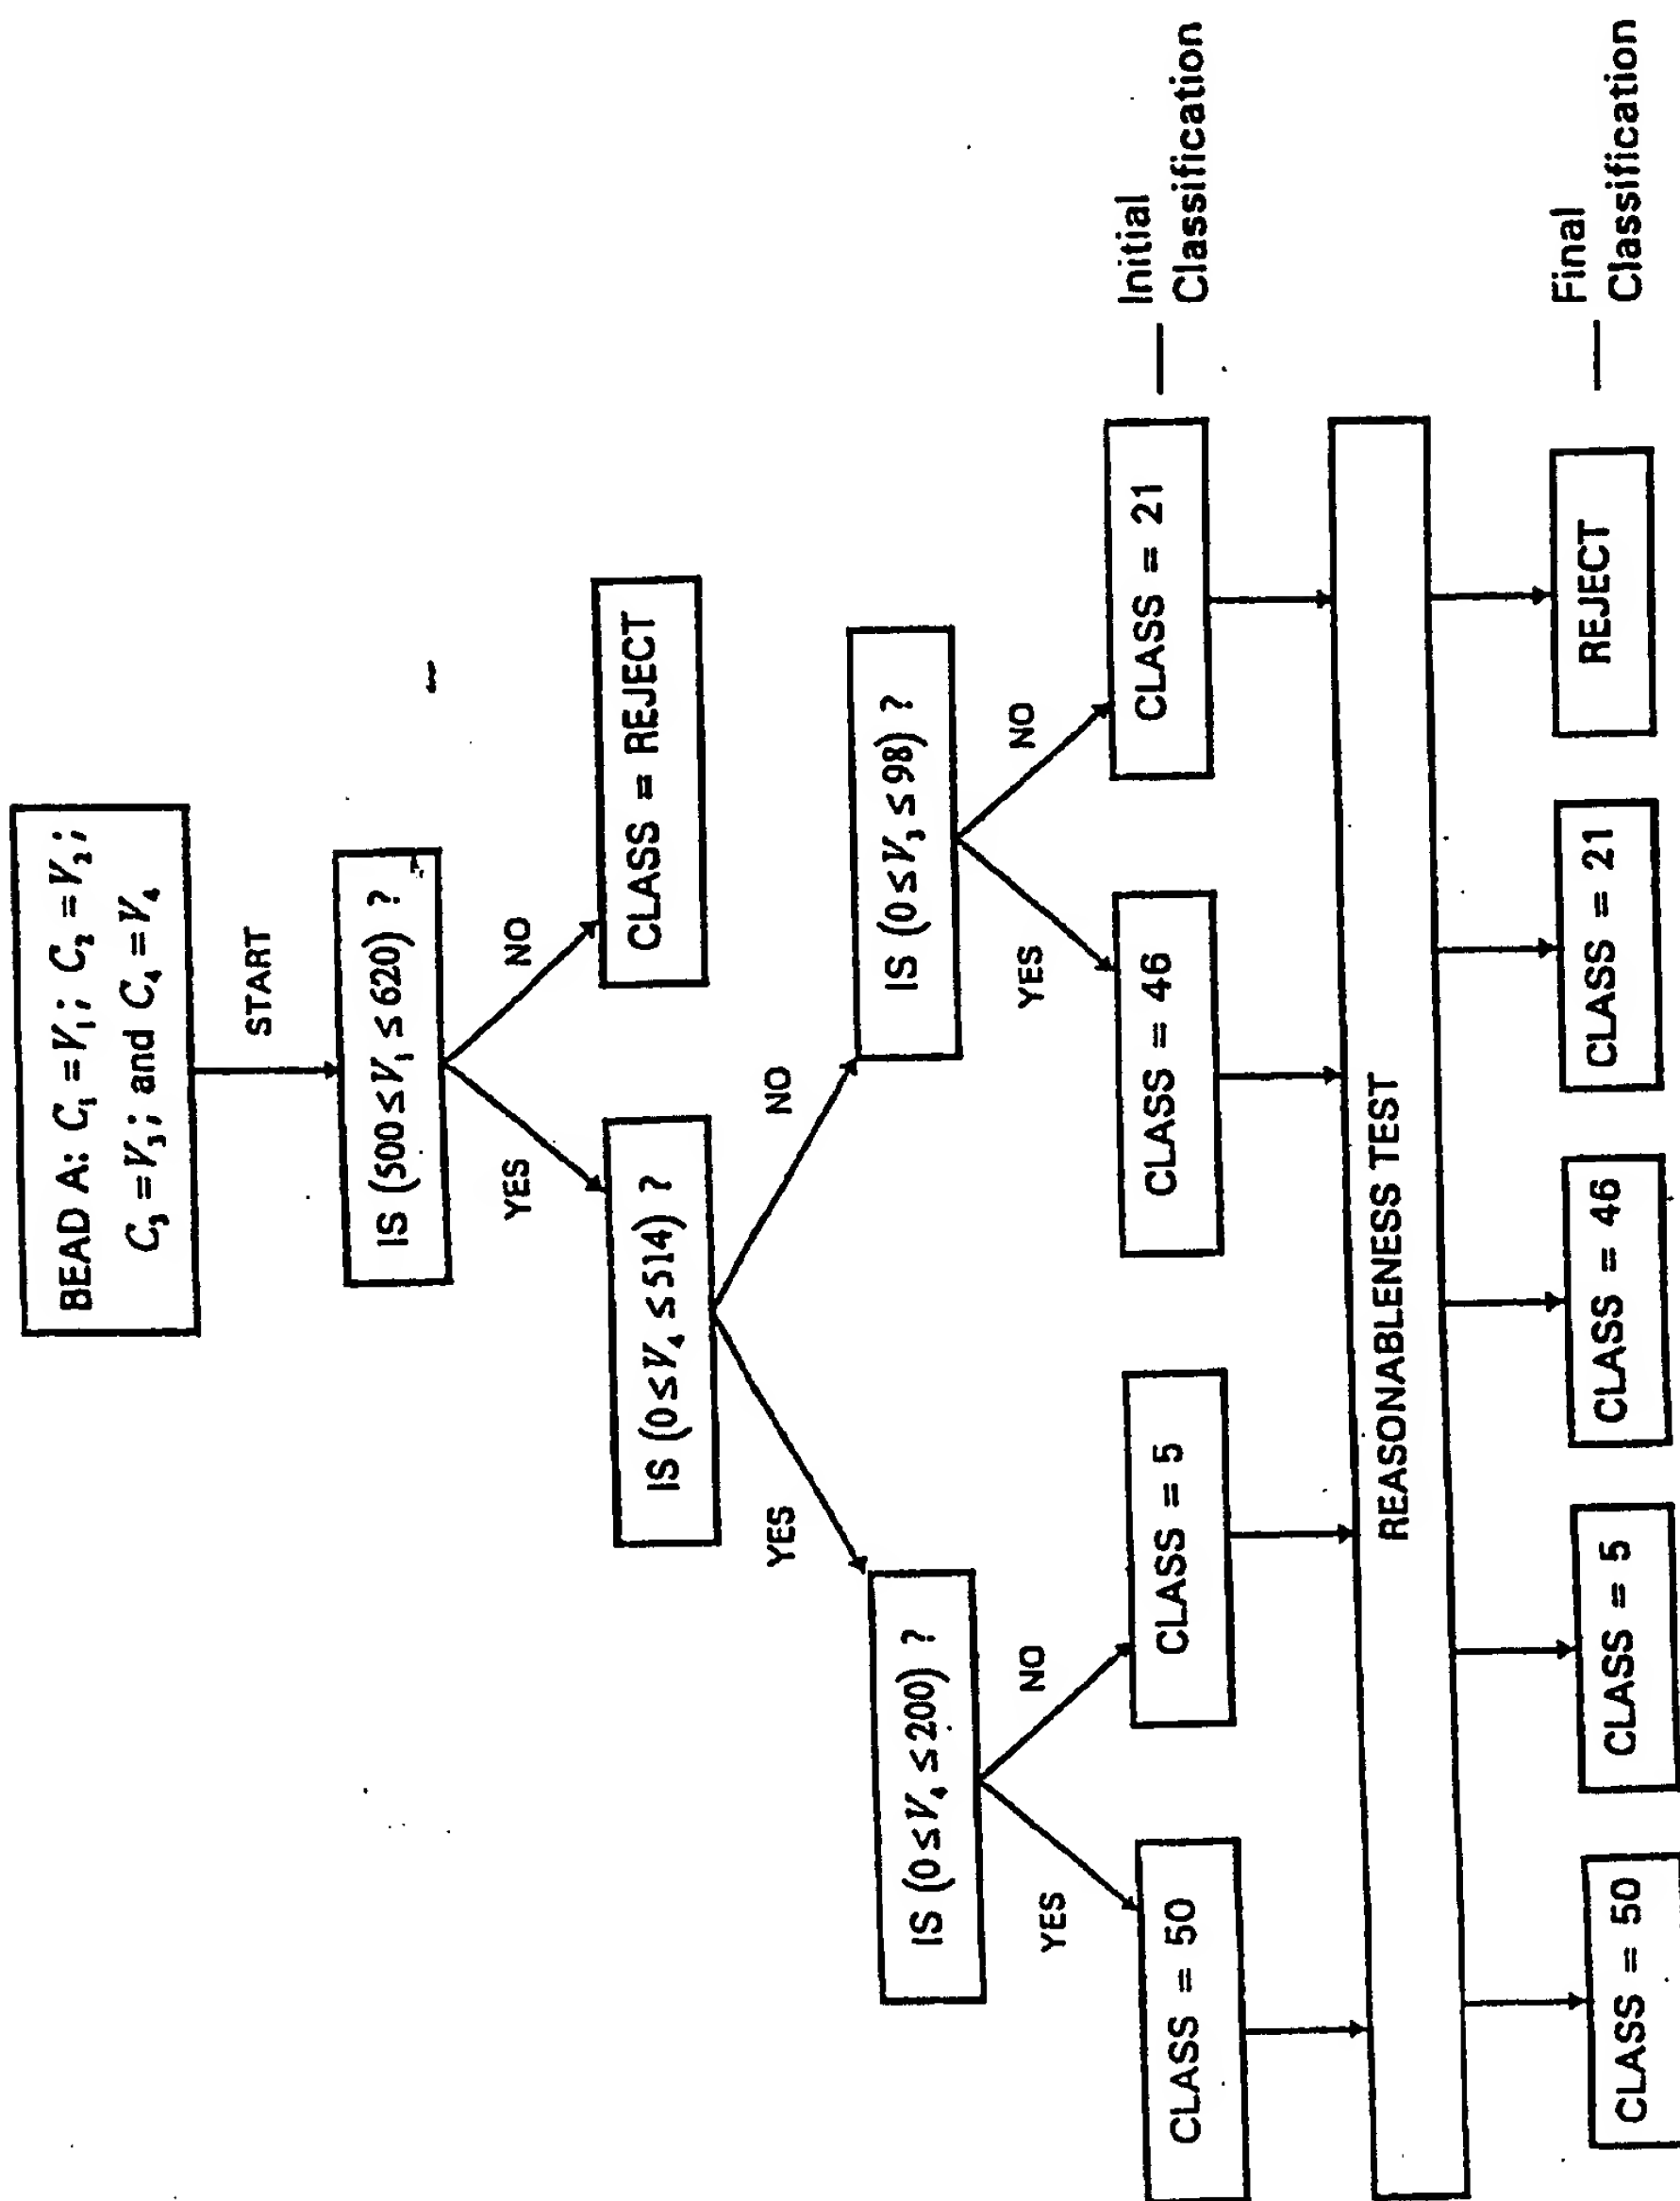 BEAD A: C₁ = V₁; C₂ = V₂;
C₃ = V₃; and C₄ = V₄
START
IS (500 ≤ V₁ ≤ 620) ?
YES
NO
IS (0 ≤ V₄ ≤ 514) ?
CLASS = REJECT
YES
NO
IS (0 ≤ V₄ ≤ 200) ?
IS (0 ≤ V₃ ≤ 98) ?
YES
NO
YES
NO
CLASS = 50
CLASS = 5
CLASS = 46
CLASS = 21
— Initial
Classification
REASONABLENESS TEST
CLASS = 50
CLASS = 5
CLASS = 46
CLASS = 21
REJECT
— Final
Classification